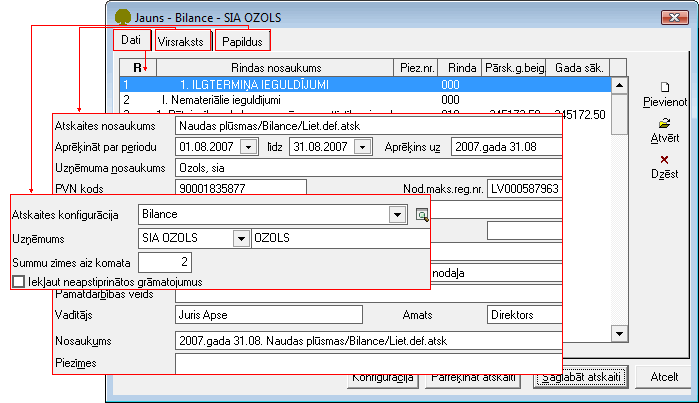 Jauns - Bilance - SIA OZOLS
Dati Virsraksts Papildus
R Rindas nosaukums Piez.nr. Rinda Pārsk.g.beig Gada sāk.
1 1. ILGTERMIŅA IEGULDĪJUMI 000
2 I. Nemateriālie ieguldījumi 000
245172.50
Pievienot
Atvērt
Dzēst
Atskaites nosaukums Naudas plūsmas/Bilance/Liet.def.atsk
Aprēķināt par periodu 01.08.2007 līdz 31.08.2007 Aprēķins uz 2007.gada 31.08
Uzņēmuma nosaukums Ozols, sia
PVN kods 90001835877 Nod.maks.reg.nr. LV000587963
Atskaites konfigurācija Bilance
Uzņēmums SIA OZOLS OZOLS
Summu zīmes aiz komata 2
nodaļa
Iekļaut neapstiprinātos grāmatojumus
Pamatdarbības veids
Vadītājs Juris Apse Amats Direktors
Nosaukums 2007.gada 31.08. Naudas plūsmas/Bilance/Liet.def.atsk
Piezīmes
Konfigurācija Pārrēķināt atskaiti Saglabāt atskaiti Atcelt